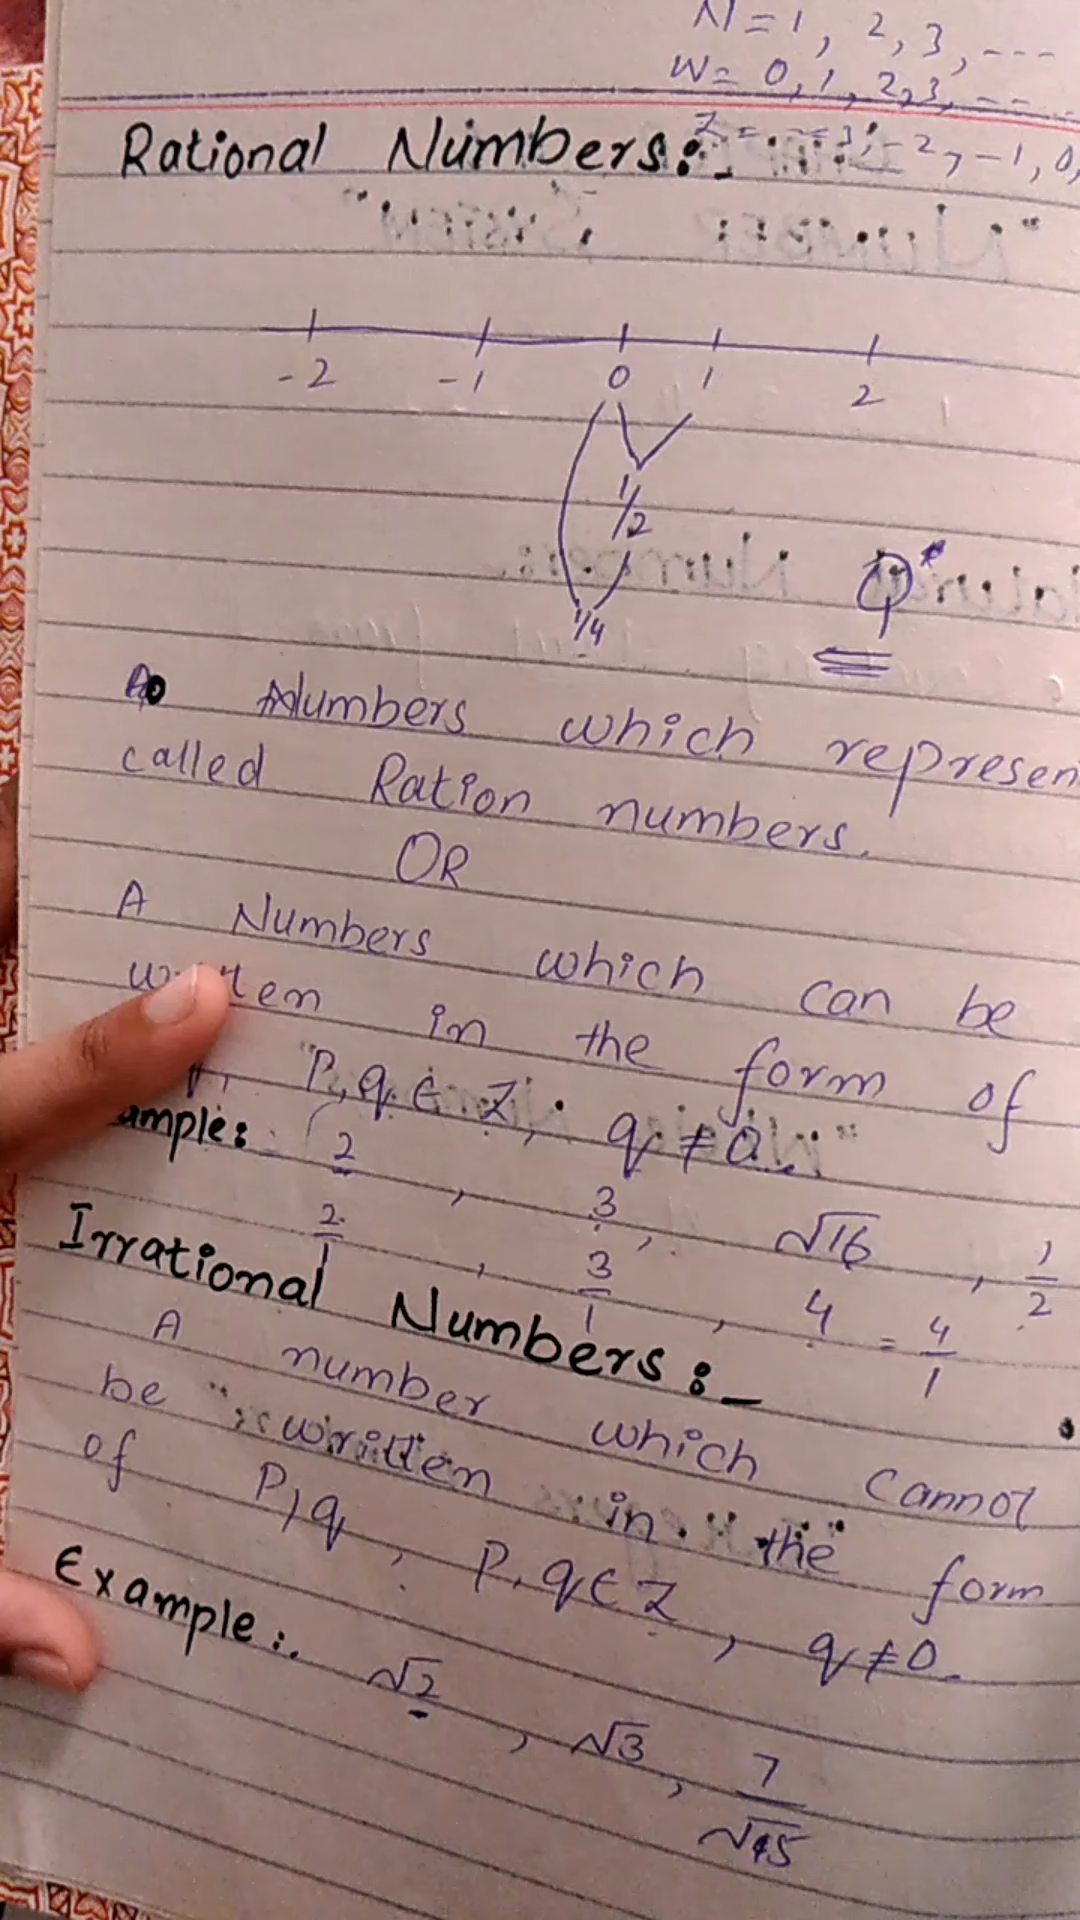 N = 1, 2, 3, ---
W = 0, 1, 2, 3, --- 
Z = --- -3, -2, -1, 0,
Rational Numbers:-
-2 -1 0 1 2
1/2
1/4
Q
Numbers which represen
called Ration numbers.
OR
A Numbers which can be
written in the form of
P, q ∈ Z, q ≠ 0.
ample:
2, 3, √16, 1/2
2/1, 3/1, 4 = 4/1
Irrational Numbers:-
A number which cannot
be written in the form
of P/q, P, q ∈ Z, q ≠ 0.
Example:.
√2, √3, 7/√45